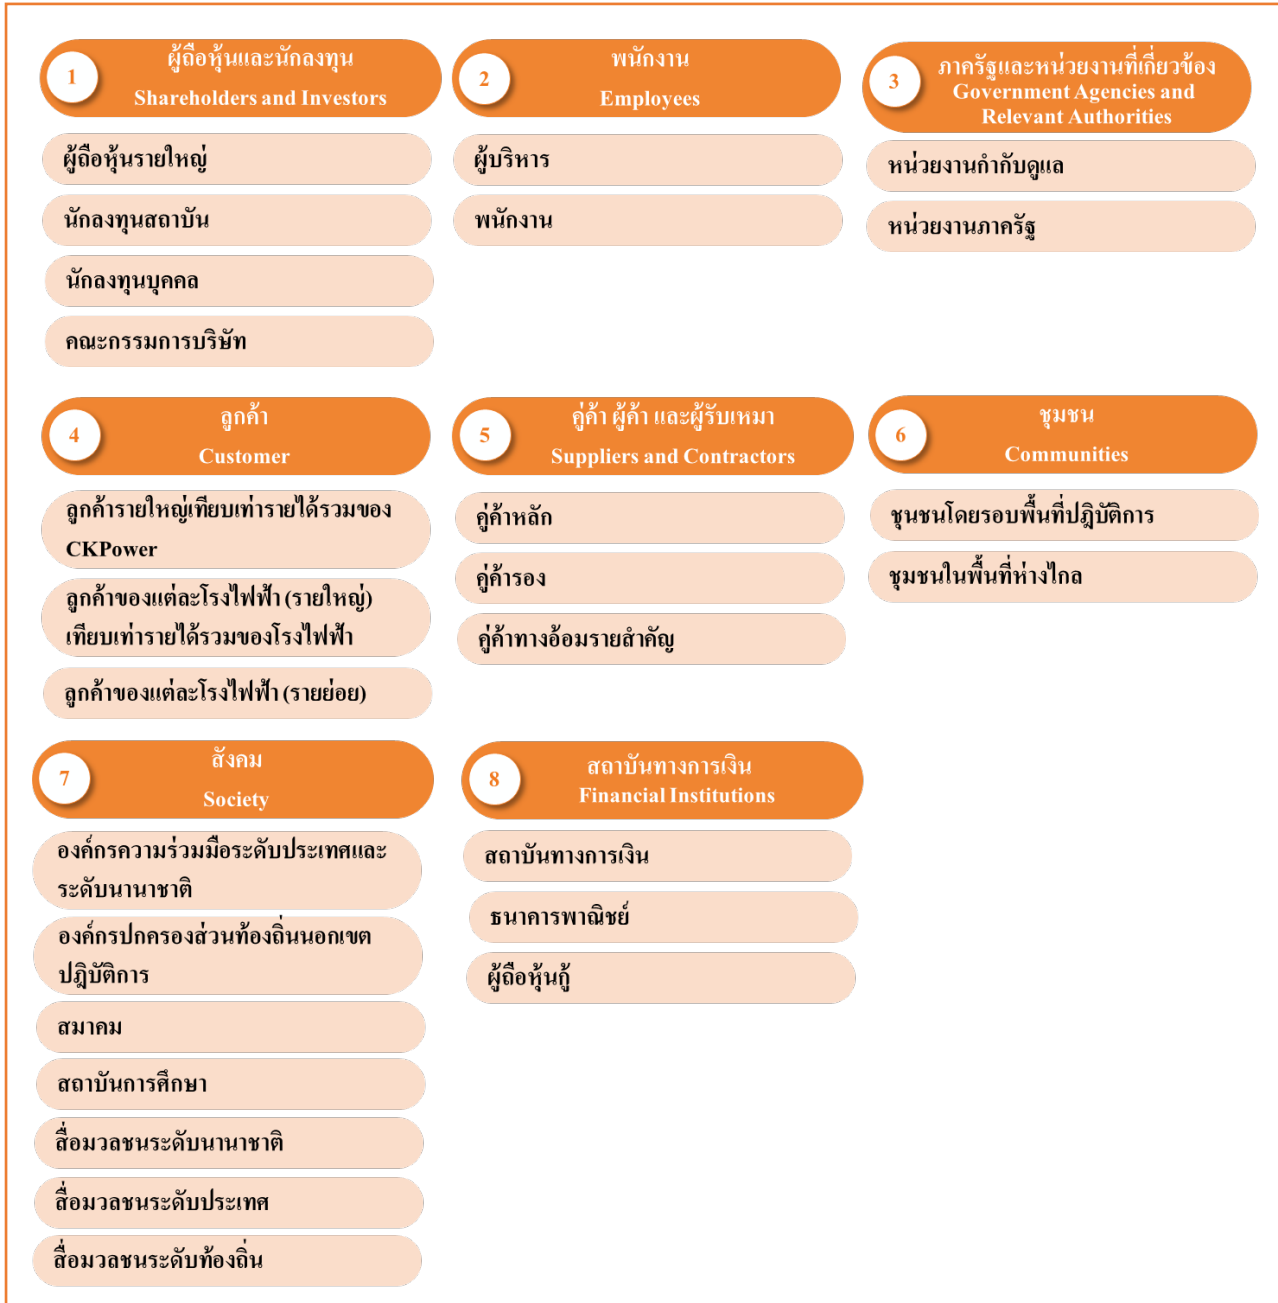 1
ผู้ถือหุ้นและนักลงทุน
Shareholders and Investors
ผู้ถือหุ้นรายใหญ่
นักลงทุนสถาบัน
นักลงทุนบุคคล
คณะกรรมการบริษัท
2
พนักงาน
Employees
ผู้บริหาร
พนักงาน
3
ภาครัฐและหน่วยงานที่เกี่ยวข้อง
Government Agencies and
Relevant Authorities
หน่วยงานกำกับดูแล
หน่วยงานภาครัฐ
4
ลูกค้า
Customer
ลูกค้ารายใหญ่เทียบเท่ารายได้รวมของ
CKPower
ลูกค้าของแต่ละโรงไฟฟ้า (รายใหญ่)
เทียบเท่ารายได้รวมของโรงไฟฟ้า
ลูกค้าของแต่ละโรงไฟฟ้า (รายย่อย)
5
คู่ค้า ผู้ค้า และผู้รับเหมา
Suppliers and Contractors
คู่ค้าหลัก
คู่ค้ารอง
คู่ค้าทางอ้อมรายสำคัญ
6
ชุมชน
Communities
ชุนชนโดยรอบพื้นที่ปฎิบัติการ
ชุมชนในพื้นที่ห่างไกล
7
สังคม
Society
องค์กรความร่วมมือระดับประเทศและ
ระดับนานาชาติ
องค์กรปกครองส่วนท้องถิ่นนอกเขต
ปฎิบัติการ
สมาคม
สถาบันการศึกษา
สื่อมวลชนระดับนานาชาติ
สื่อมวลชนระดับประเทศ
สื่อมวลชนระดับท้องถิ่น
8
สถาบันทางการเงิน
Financial Institutions
สถาบันทางการเงิน
ธนาคารพาณิชย์
ผู้ถือหุ้นกู้